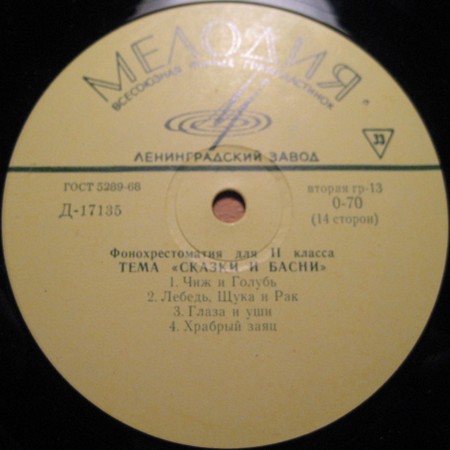 МЕЛОДИЯ
ВСЕСОЮЗНАЯ ФИРМА ГРАМПЛАСТИНОК
33
ЛЕНИНГРАДСКИЙ ЗАВОД
ГОСТ 5289-68
вторая гр-13
Д-17135
0-70
(14 сторон)
Фонохрестоматия для II класса
ТЕМА «СКАЗКИ И БАСНИ»
1. Чиж и Голубь
2. Лебедь, Щука и Рак
3. Глаза и уши
4. Храбрый заяц